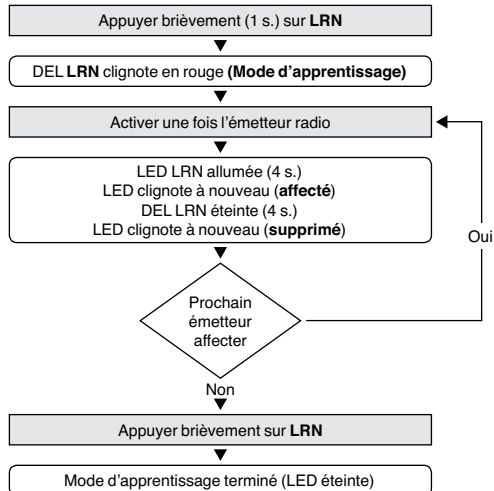 Appuyer brièvement (1 s.) sur LRN
DEL LRN clignote en rouge (Mode d'apprentissage)
Activer une fois l'émetteur radio
LED LRN allumée (4 s.)
LED clignote à nouveau (affecté)
DEL LRN éteinte (4 s.)
LED clignote à nouveau (supprimé)
Oui
Prochain
émetteur
affecter
Non
Appuyer brièvement sur LRN
Mode d'apprentissage terminé (LED éteinte)